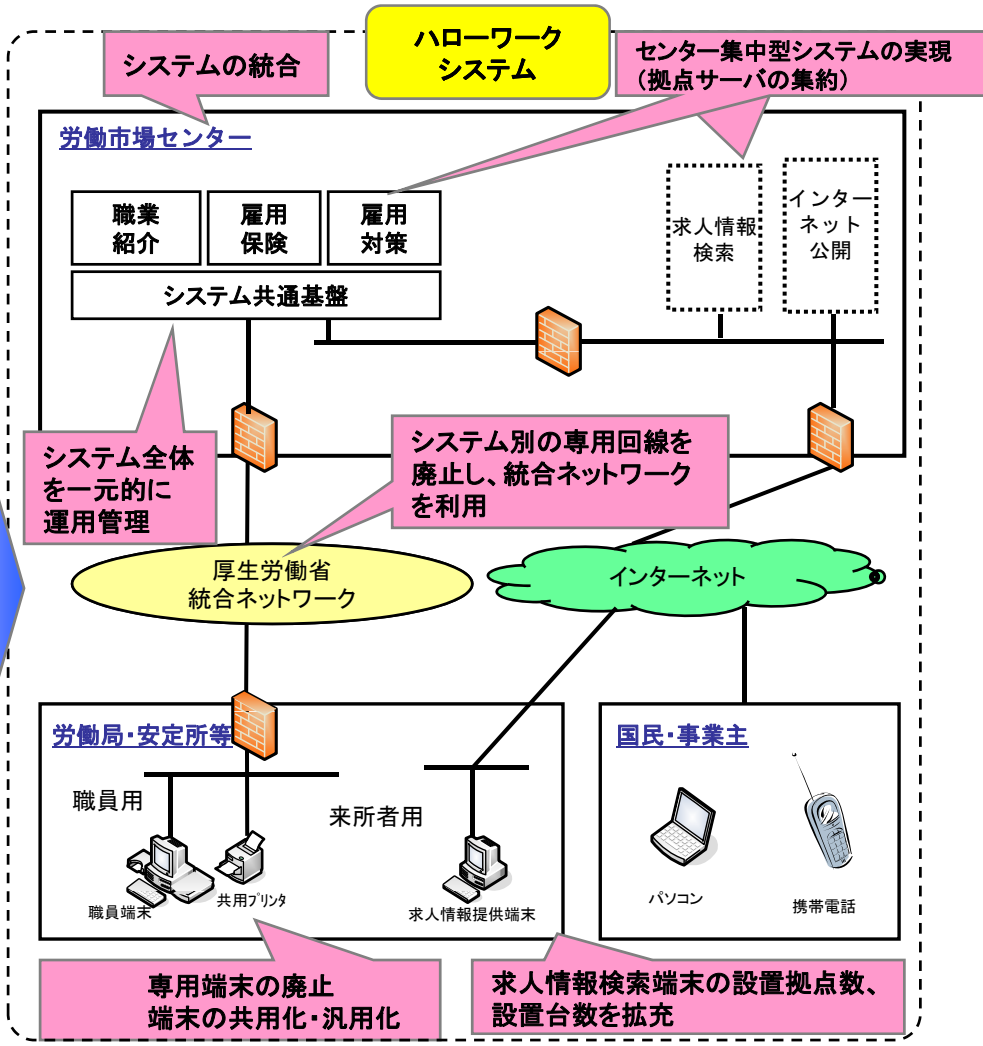 ハローワーク
システム
システムの統合
センター集中型システムの実現
(拠点サーバの集約)
労働市場センター
職業
紹介
雇用
保険
雇用
対策
システム共通基盤
求人情報
検索
インター
ネット
公開
システム全体
を一元的に
運用管理
システム別の専用回線を
廃止し、統合ネットワーク
を利用
厚生労働省
統合ネットワーク
インターネット
労働局・安定所等
職員用
来所者用
職員端末
共用プリンタ
求人情報提供端末
国民・事業主
パソコン
携帯電話
専用端末の廃止
端末の共用化・汎用化
求人情報検索端末の設置拠点数、
設置台数を拡充